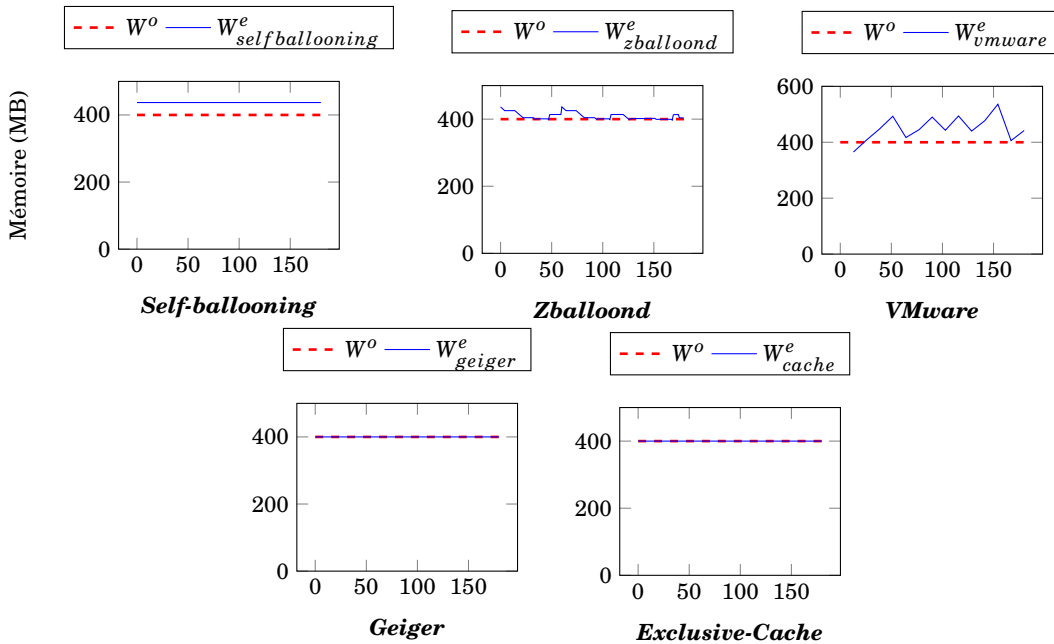 W^o W^e_selfballooning
W^o W^e_zballoond
W^o W^e_vmware
Mémoire (MB)
400
200
0
0 50 100 150
Self-ballooning
400
200
0
0 50 100 150
Zballoond
600
400
200
0
0 50 100 150
VMware
W^o W^e_geiger
W^o W^e_cache
400
200
0
0 50 100 150
Geiger
400
200
0
0 50 100 150
Exclusive-Cache